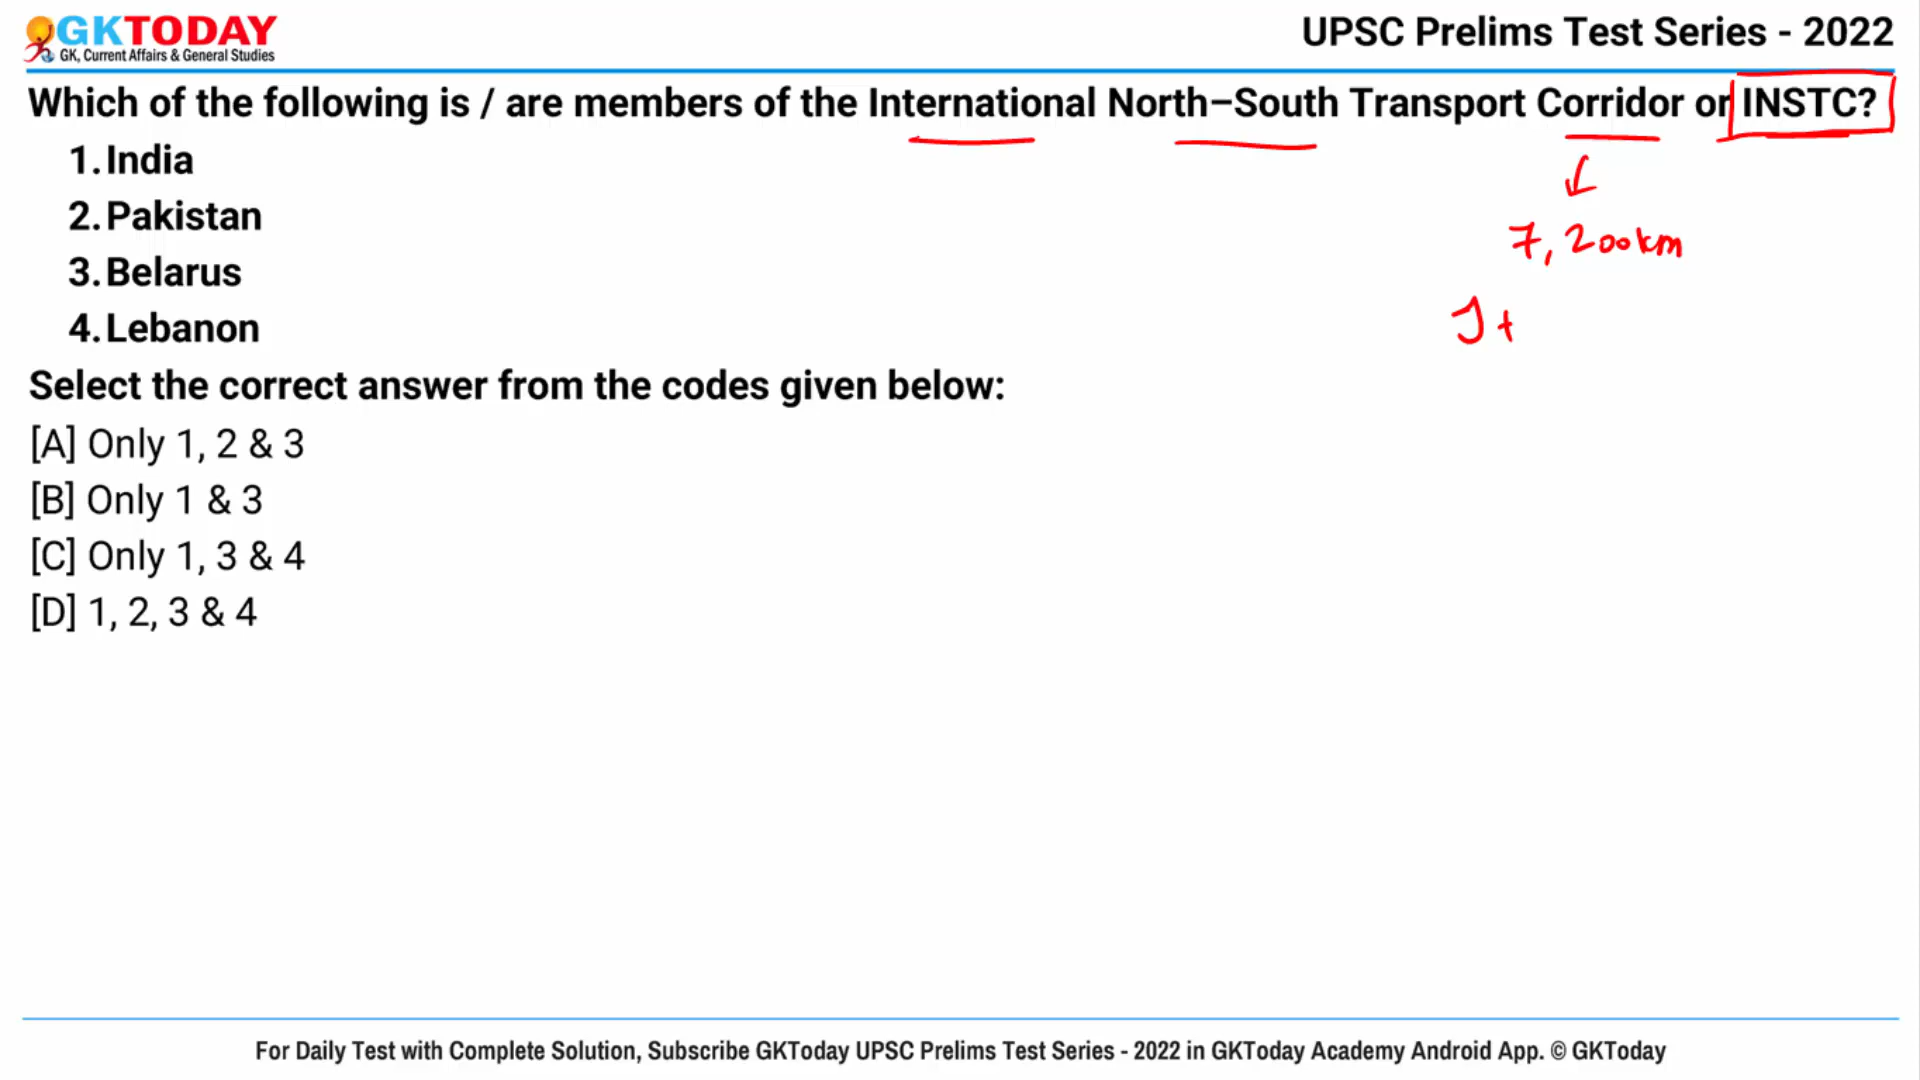 GKTODAY
GK, Current Affairs & General Studies
UPSC Prelims Test Series - 2022
Which of the following is / are members of the International North–South Transport Corridor or INSTC?
1. India
2. Pakistan
3. Belarus
4. Lebanon
7,200km
I +
Select the correct answer from the codes given below:
[A] Only 1, 2 & 3
[B] Only 1 & 3
[C] Only 1, 3 & 4
[D] 1, 2, 3 & 4
For Daily Test with Complete Solution, Subscribe GKToday UPSC Prelims Test Series - 2022 in GKToday Academy Android App. © GKToday